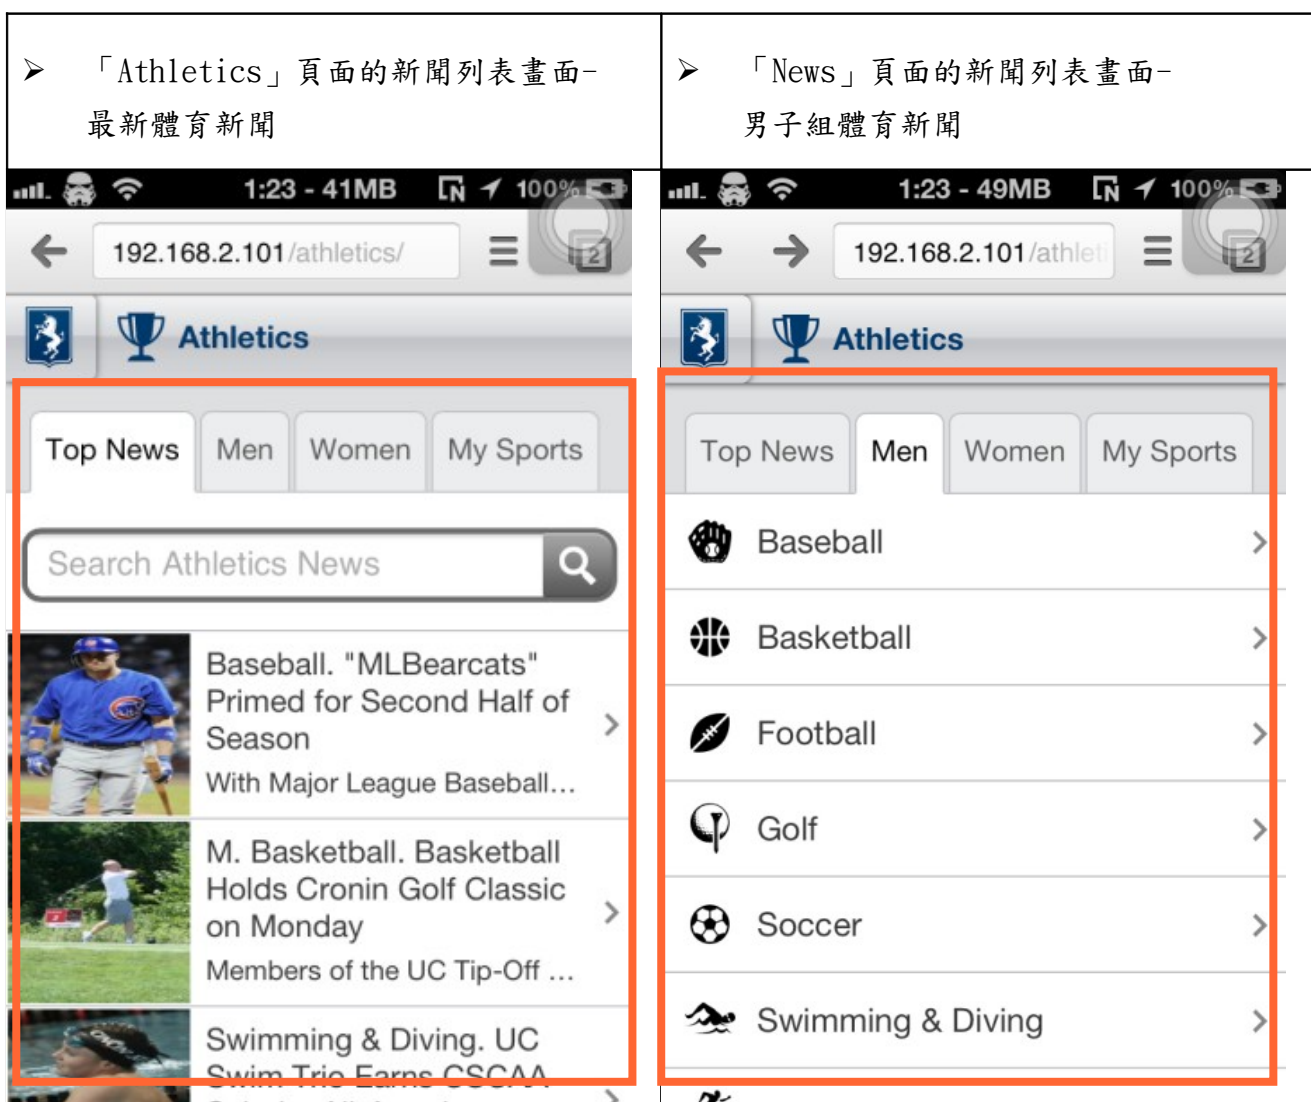 ➢ 「Athletics」頁面的新聞列表畫面-
最新體育新聞
➢ 「News」頁面的新聞列表畫面-
男子組體育新聞
1:23 - 41MB
100%
192.168.2.101/athletics/
2
Athletics
Top News
Men
Women
My Sports
Search Athletics News
Baseball. "MLBearcats"
Primed for Second Half of
Season
With Major League Baseball...
M. Basketball. Basketball
Holds Cronin Golf Classic
on Monday
Members of the UC Tip-Off ...
Swimming & Diving. UC
Swim Trio Earns CSCAA
1:23 - 49MB
100%
192.168.2.101/athleti
2
Athletics
Top News
Men
Women
My Sports
Baseball
Basketball
Football
Golf
Soccer
Swimming & Diving